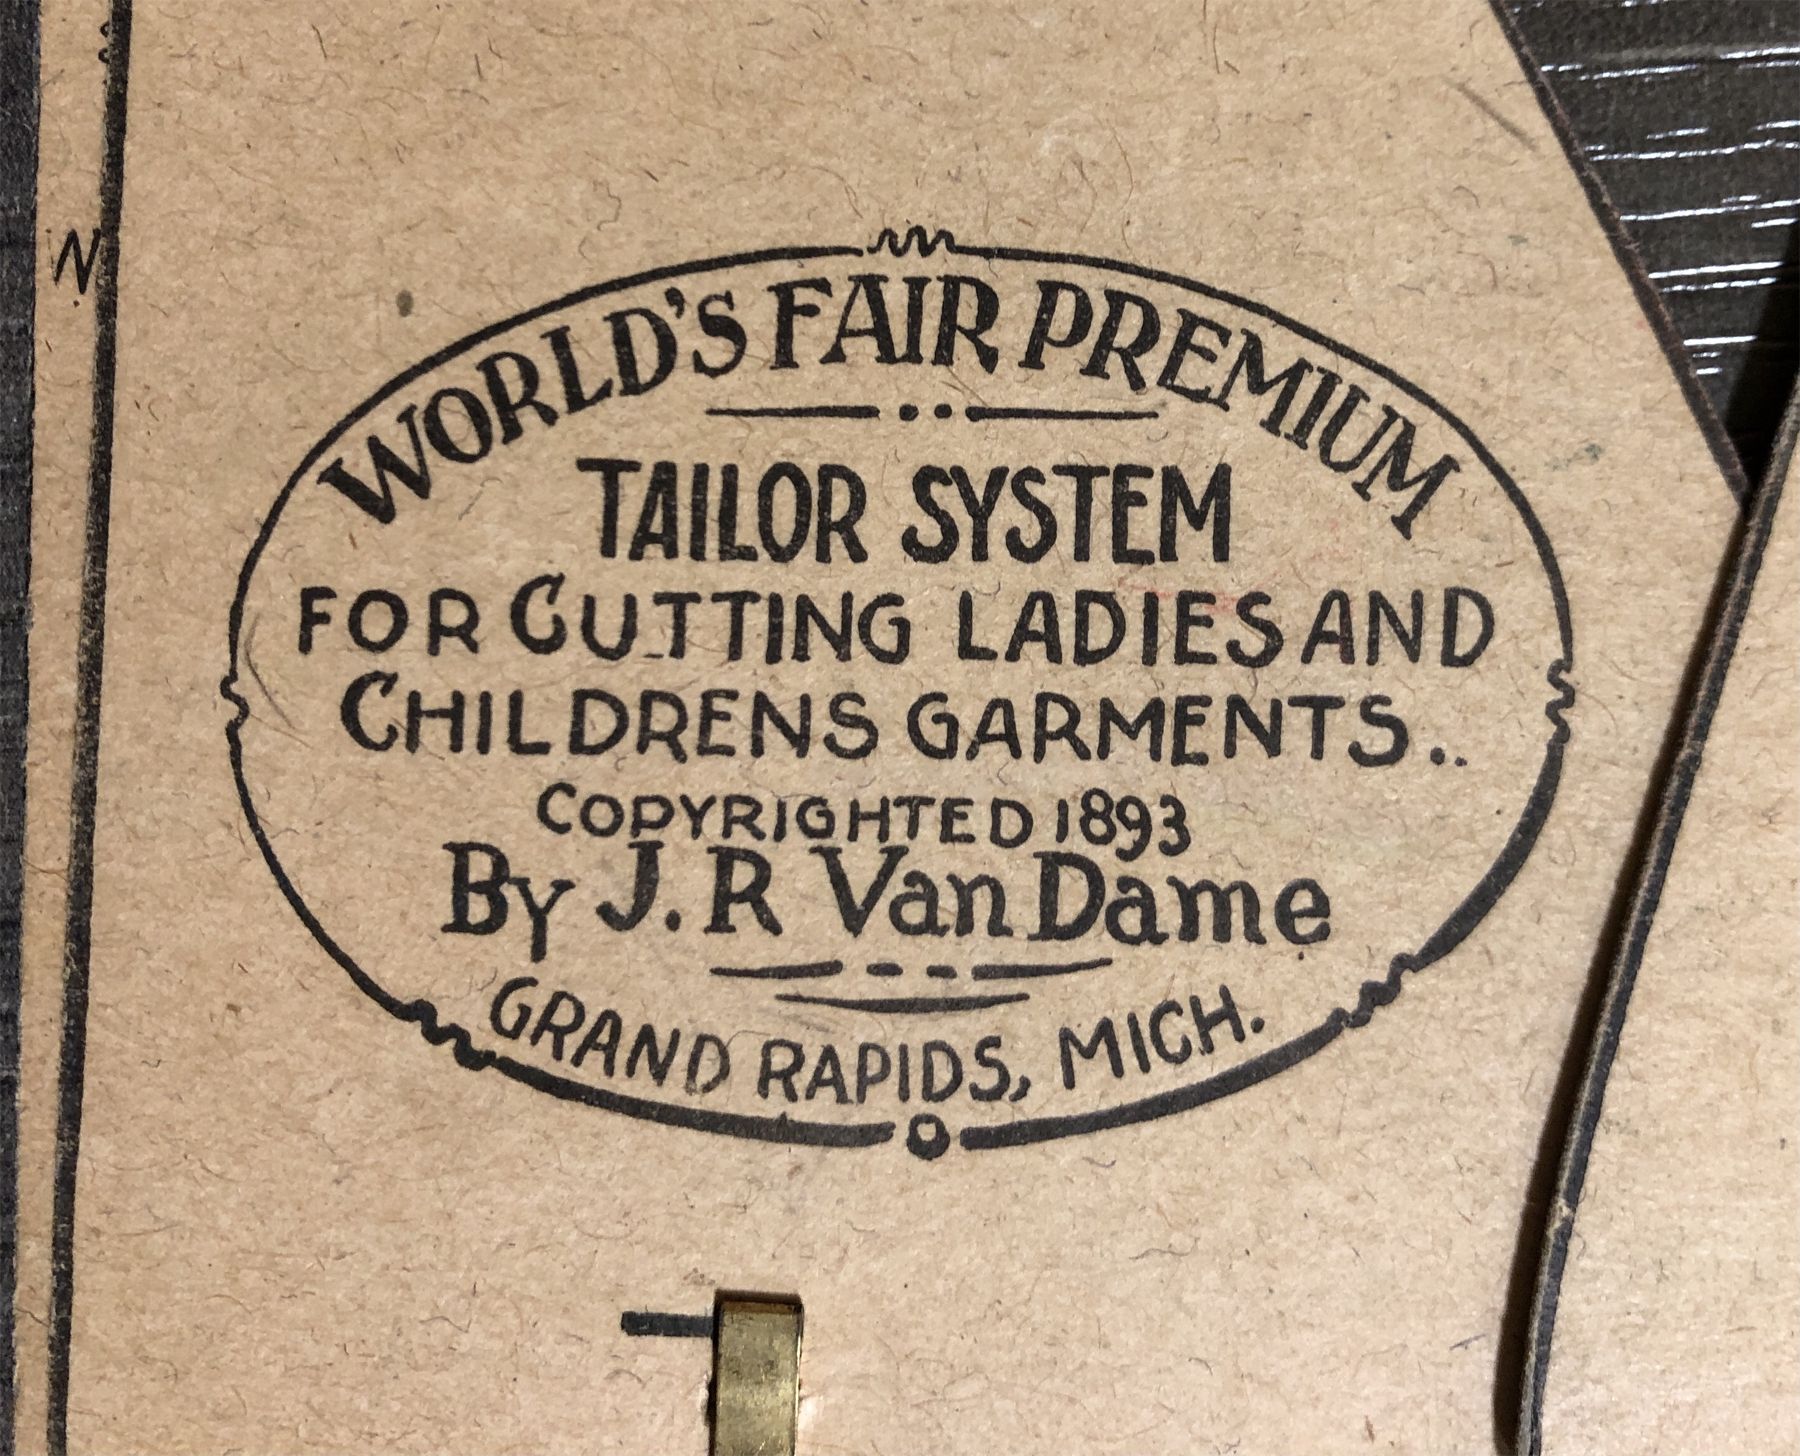 N
WORLD'S FAIR PREMIUM
TAILOR SYSTEM
FOR CUTTING LADIES AND
CHILDRENS GARMENTS..
COPYRIGHTED 1893
By J. R Van Dame
GRAND RAPIDS, MICH.